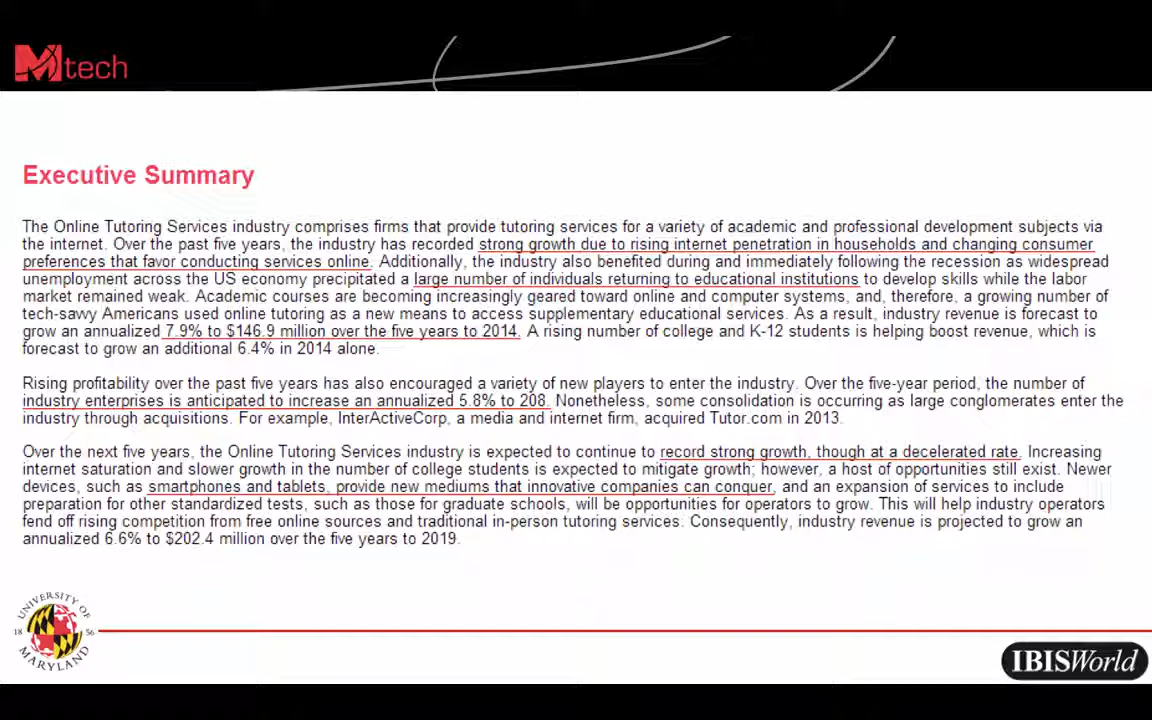 Mtech
Executive Summary
The Online Tutoring Services industry comprises firms that provide tutoring services for a variety of academic and professional development subjects via
the internet. Over the past five years, the industry has recorded strong growth due to rising internet penetration in households and changing consumer
preferences that favor conducting services online. Additionally, the industry also benefited during and immediately following the recession as widespread
unemployment across the US economy precipitated a large number of individuals returning to educational institutions to develop skills while the labor
market remained weak. Academic courses are becoming increasingly geared toward online and computer systems, and, therefore, a growing number of
tech-savvy Americans used online tutoring as a new means to access supplementary educational services. As a result, industry revenue is forecast to
grow an annualized 7.9% to $146.9 million over the five years to 2014. A rising number of college and K-12 students is helping boost revenue, which is
forecast to grow an additional 6.4% in 2014 alone.
Rising profitability over the past five years has also encouraged a variety of new players to enter the industry. Over the five-year period, the number of
industry enterprises is anticipated to increase an annualized 5.8% to 208. Nonetheless, some consolidation is occurring as large conglomerates enter the
industry through acquisitions. For example, InterActiveCorp, a media and internet firm, acquired Tutor.com in 2013.
Over the next five years, the Online Tutoring Services industry is expected to continue to record strong growth, though at a decelerated rate. Increasing
internet saturation and slower growth in the number of college students is expected to mitigate growth; however, a host of opportunities still exist. Newer
devices, such as smartphones and tablets, provide new mediums that innovative companies can conquer, and an expansion of services to include
preparation for other standardized tests, such as those for graduate schools, will be opportunities for operators to grow. This will help industry operators
fend off rising competition from free online sources and traditional in-person tutoring services. Consequently, industry revenue is projected to grow an
annualized 6.6% to $202.4 million over the five years to 2019.
UNIVERSITY OF
18 56
MARYLAND
IBISWorld